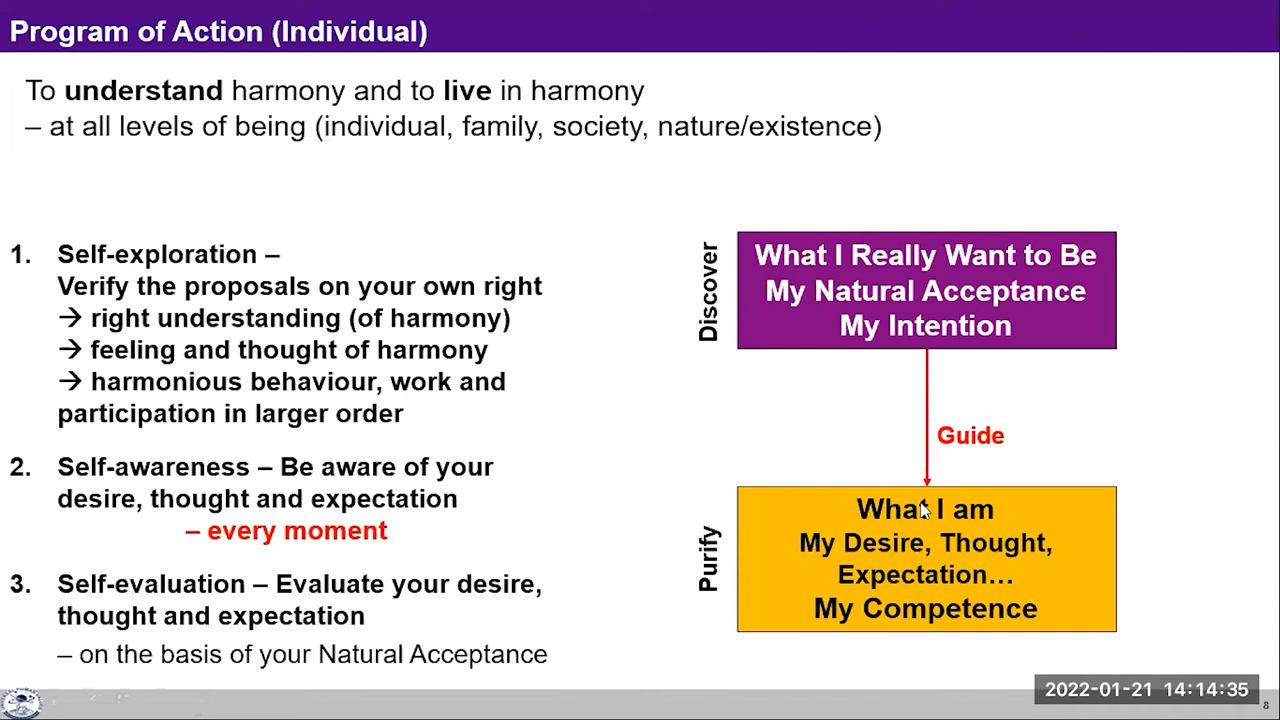 Program of Action (Individual)
To understand harmony and to live in harmony
– at all levels of being (individual, family, society, nature/existence)
1. Self-exploration –
Verify the proposals on your own right
→ right understanding (of harmony)
→ feeling and thought of harmony
→ harmonious behaviour, work and
participation in larger order
2. Self-awareness – Be aware of your
desire, thought and expectation
– every moment
3. Self-evaluation – Evaluate your desire,
thought and expectation
– on the basis of your Natural Acceptance
Discover
What I Really Want to Be
My Natural Acceptance
My Intention
Guide
Purify
What I am
My Desire, Thought,
Expectation...
My Competence
2022-01-21 14:14:35
8